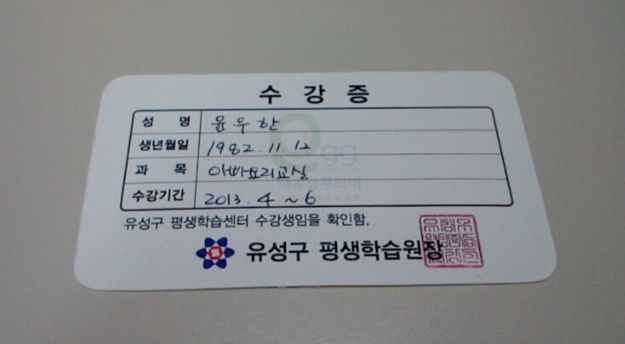 수 강 증
성 명 윤우한
생년월일 1982. 11. 12
과 목 아빠요리교실
수강기간 2013. 4 ~ 6
유성구 평생학습센터 수강생임을 확인함.
유성구 평생학습원장